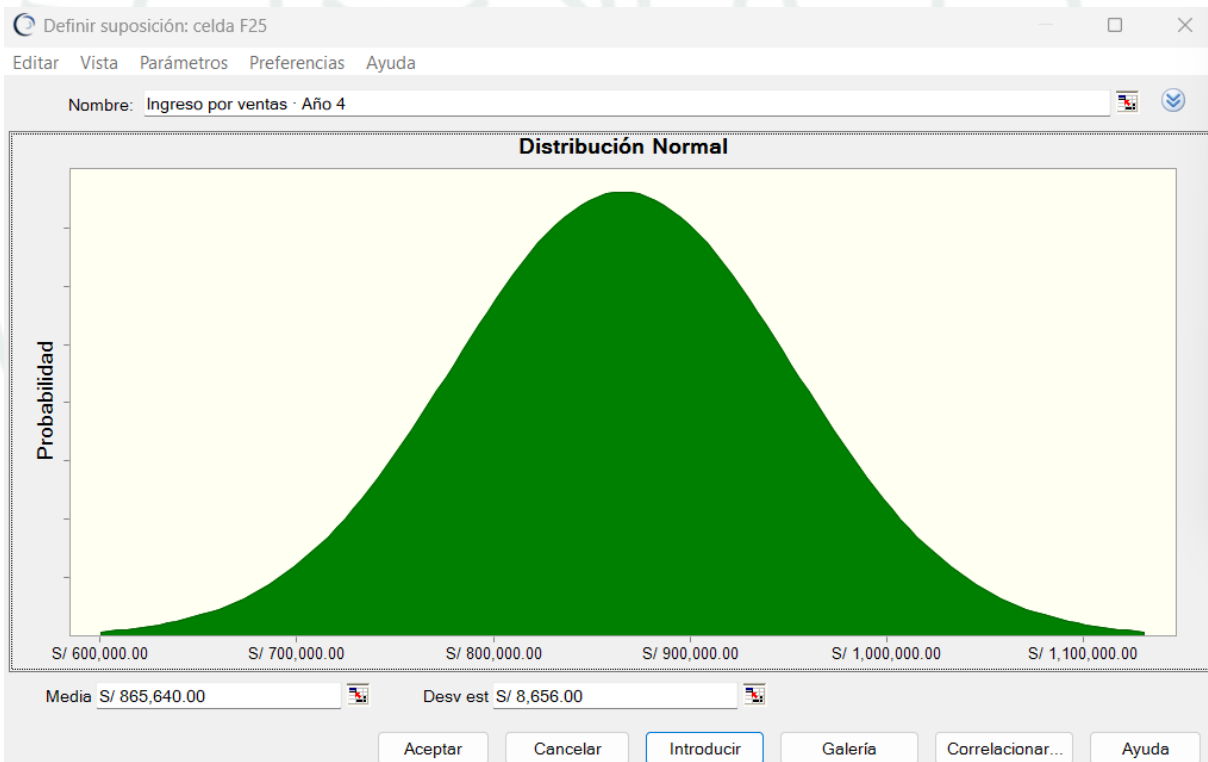 Definir suposición: celda F25
Editar Vista Parámetros Preferencias Ayuda
Nombre: Ingreso por ventas · Año 4
Distribución Normal
Probabilidad
S/ 600,000.00 S/ 700,000.00 S/ 800,000.00 S/ 900,000.00 S/ 1,000,000.00 S/ 1,100,000.00
Media S/ 865,640.00 Desv est S/ 8,656.00
Aceptar Cancelar Introducir Galería Correlacionar... Ayuda